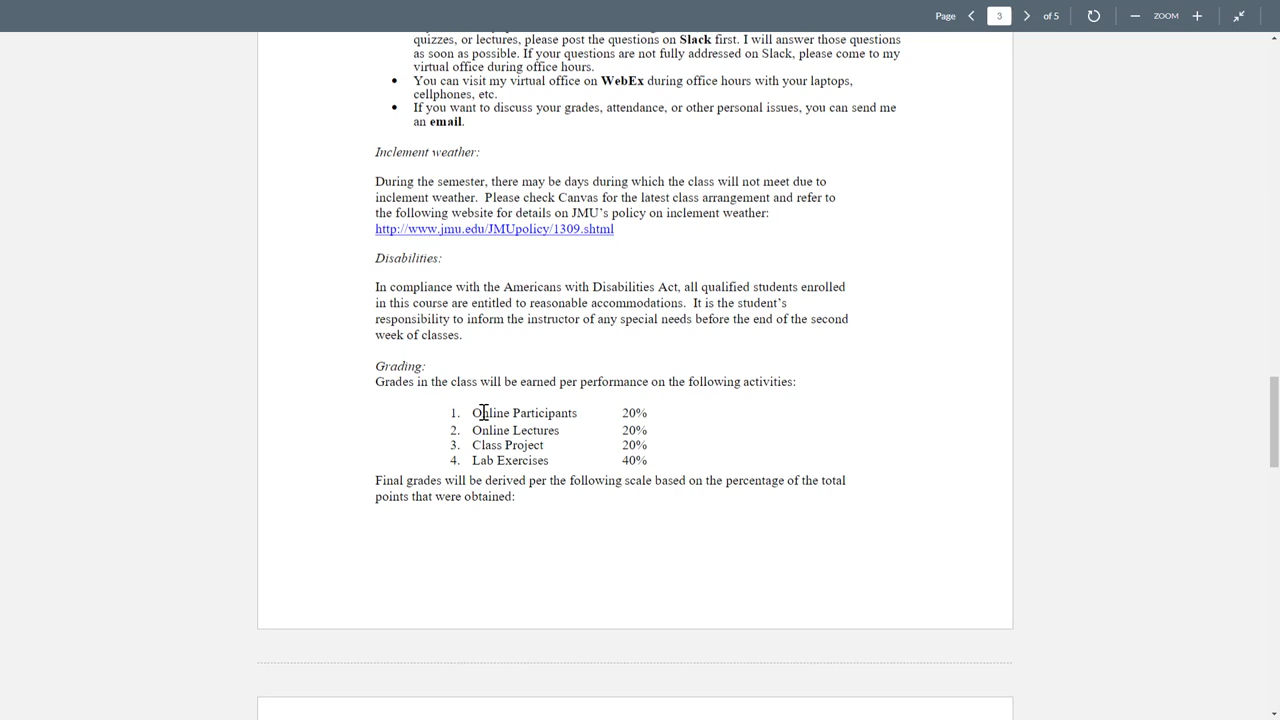 Page 3 of 5 ZOOM
quizzes, or lectures, please post the questions on Slack first. I will answer those questions
as soon as possible. If your questions are not fully addressed on Slack, please come to my
virtual office during office hours.
• You can visit my virtual office on WebEx during office hours with your laptops,
cellphones, etc.
• If you want to discuss your grades, attendance, or other personal issues, you can send me
an email.
Inclement weather:
During the semester, there may be days during which the class will not meet due to
inclement weather. Please check Canvas for the latest class arrangement and refer to
the following website for details on JMU's policy on inclement weather:
http://www.jmu.edu/JMUpolicy/1309.shtml
Disabilities:
In compliance with the Americans with Disabilities Act, all qualified students enrolled
in this course are entitled to reasonable accommodations. It is the student's
responsibility to inform the instructor of any special needs before the end of the second
week of classes.
Grading:
Grades in the class will be earned per performance on the following activities:
1. Online Participants 20%
2. Online Lectures 20%
3. Class Project 20%
4. Lab Exercises 40%
Final grades will be derived per the following scale based on the percentage of the total
points that were obtained: